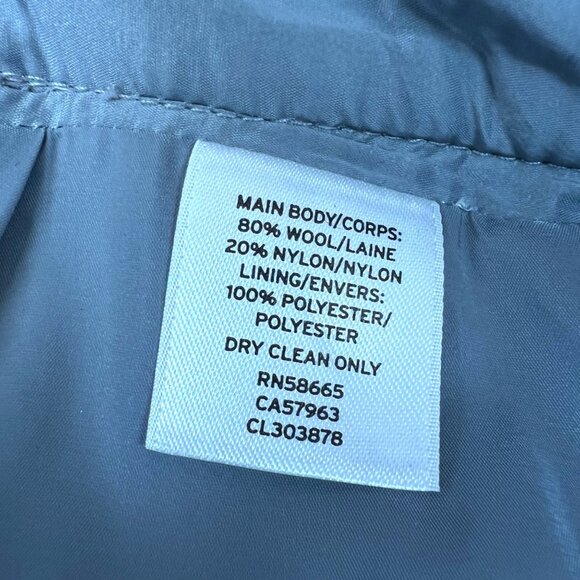 MAIN BODY/CORPS:
80% WOOL/LAINE
20% NYLON/NYLON
LINING/ENVERS:
100% POLYESTER/
POLYESTER
DRY CLEAN ONLY
RN58665
CA57963
CL303878